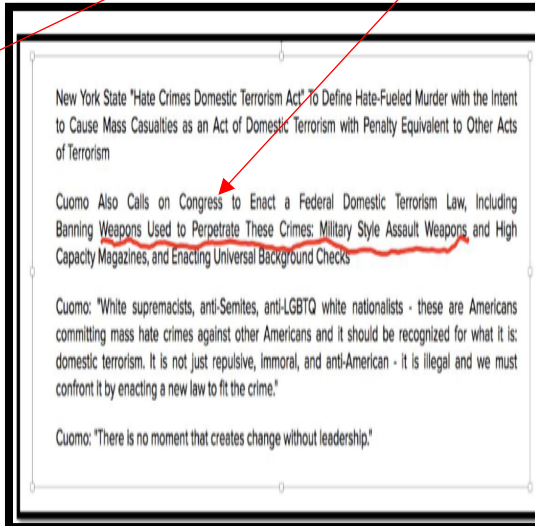 New York State "Hate Crimes Domestic Terrorism Act" To Define Hate-Fueled Murder with the Intent
to Cause Mass Casualties as an Act of Domestic Terrorism with Penalty Equivalent to Other Acts
of Terrorism
Cuomo Also Calls on Congress to Enact a Federal Domestic Terrorism Law, Including
Banning Weapons Used to Perpetrate These Crimes: Military Style Assault Weapons and High
Capacity Magazines, and Enacting Universal Background Checks
Cuomo: "White supremacists, anti-Semites, anti-LGBTQ white nationalists - these are Americans
committing mass hate crimes against other Americans and it should be recognized for what it is:
domestic terrorism. It is not just repulsive, immoral, and anti-American - it is illegal and we must
confront it by enacting a new law to fit the crime."
Cuomo: "There is no moment that creates change without leadership."